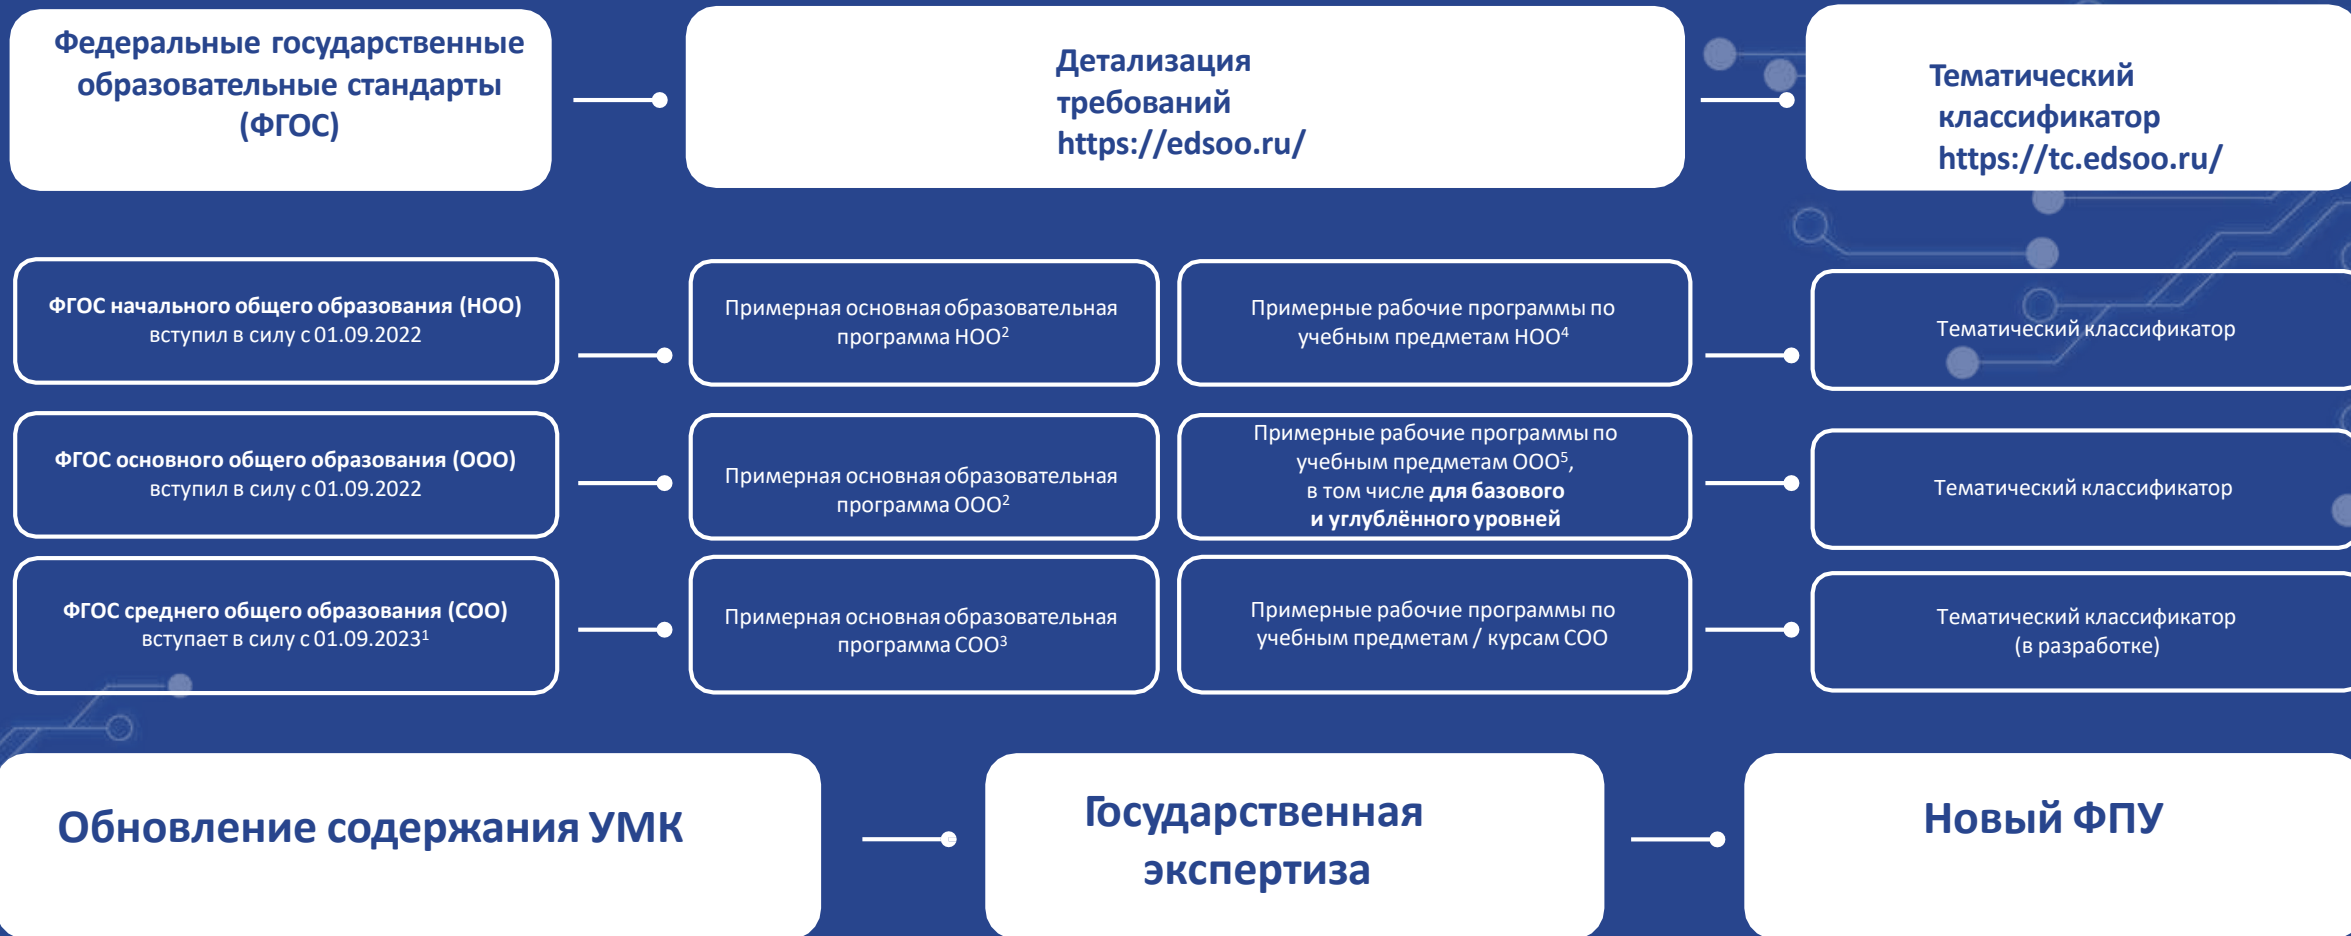 Федеральные государственные
образовательные стандарты
(ФГОС)
Детализация
требований
https://edsoo.ru/
Тематический
классификатор
https://tc.edsoo.ru/
ФГОС начального общего образования (НОО)
вступил в силу с 01.09.2022
Примерная основная образовательная
программа НОО²
Примерные рабочие программы по
учебным предметам НОО⁴
Тематический классификатор
ФГОС основного общего образования (ООО)
вступил в силу с 01.09.2022
Примерная основная образовательная
программа ООО²
Примерные рабочие программы по
учебным предметам ООО⁵,
в том числе для базового
и углублённого уровней
Тематический классификатор
ФГОС среднего общего образования (СОО)
вступает в силу с 01.09.2023¹
Примерная основная образовательная
программа СОО³
Примерные рабочие программы по
учебным предметам / курсам СОО
Тематический классификатор
(в разработке)
Обновление содержания УМК
Государственная
экспертиза
Новый ФПУ